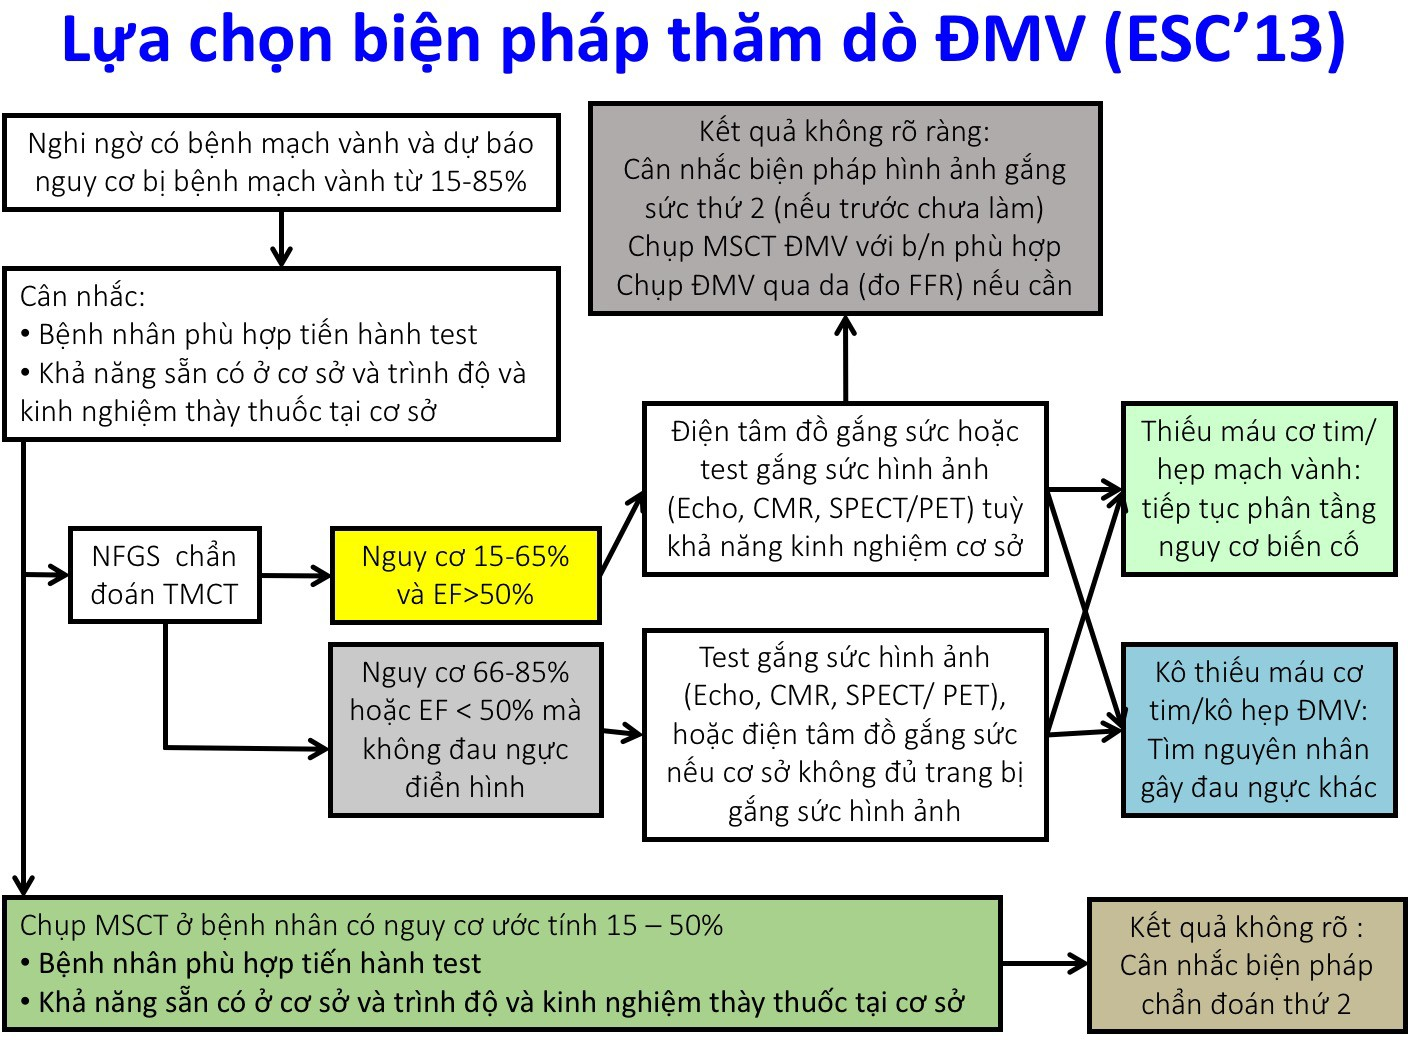 Lựa chọn biện pháp thăm dò ĐMV (ESC’13)
Nghi ngờ có bệnh mạch vành và dự báo
nguy cơ bị bệnh mạch vành từ 15-85%
Cân nhắc:
• Bệnh nhân phù hợp tiến hành test
• Khả năng sẵn có ở cơ sở và trình độ và
kinh nghiệm thày thuốc tại cơ sở
Kết quả không rõ ràng:
Cân nhắc biện pháp hình ảnh gắng
sức thứ 2 (nếu trước chưa làm)
Chụp MSCT ĐMV với b/n phù hợp
Chụp ĐMV qua da (đo FFR) nếu cần
NFGS chẩn
đoán TMCT
Nguy cơ 15-65%
và EF>50%
Điện tâm đồ gắng sức hoặc
test gắng sức hình ảnh
(Echo, CMR, SPECT/PET) tuỳ
khả năng kinh nghiệm cơ sở
Thiếu máu cơ tim/
hẹp mạch vành:
tiếp tục phân tầng
nguy cơ biến cố
Nguy cơ 66-85%
hoặc EF < 50% mà
không đau ngực
điển hình
Test gắng sức hình ảnh
(Echo, CMR, SPECT/ PET),
hoặc điện tâm đồ gắng sức
nếu cơ sở không đủ trang bị
gắng sức hình ảnh
Kô thiếu máu cơ
tim/kô hẹp ĐMV:
Tìm nguyên nhân
gây đau ngực khác
Chụp MSCT ở bệnh nhân có nguy cơ ước tính 15 – 50%
• Bệnh nhân phù hợp tiến hành test
• Khả năng sẵn có ở cơ sở và trình độ và kinh nghiệm thày thuốc tại cơ sở
Kết quả không rõ :
Cân nhắc biện pháp
chẩn đoán thứ 2